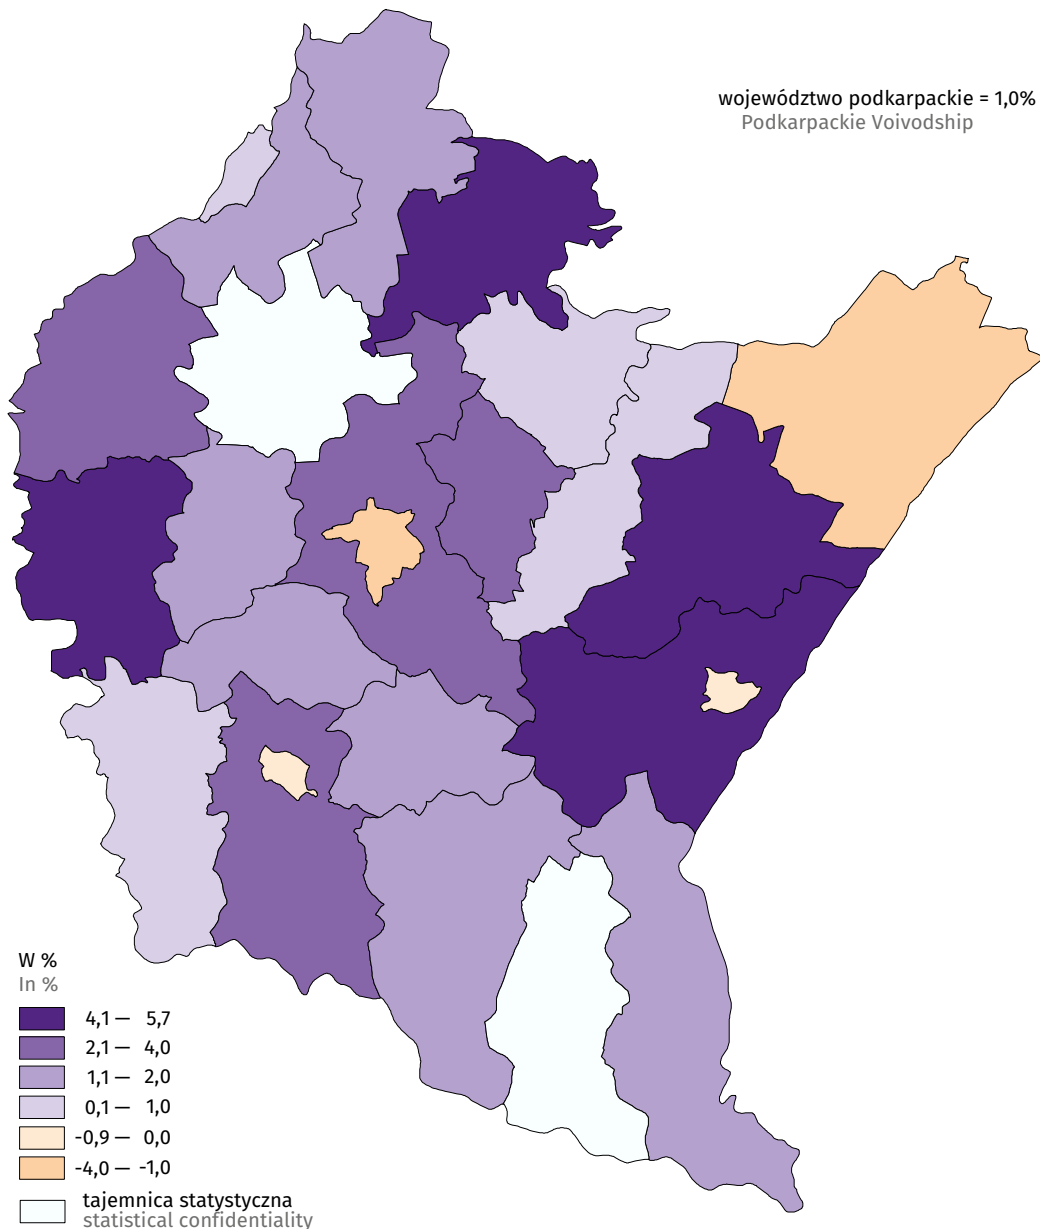 województwo podkarpackie = 1,0%
Podkarpackie Voivodship
W %
In %
4,1 — 5,7
2,1 — 4,0
1,1 — 2,0
0,1 — 1,0
-0,9 — 0,0
-4,0 — -1,0
tajemnica statystyczna
statistical confidentiality